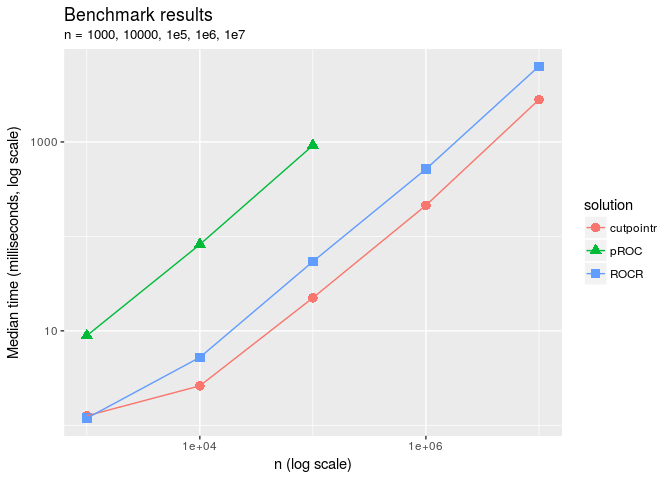 Benchmark results
n = 1000, 10000, 1e5, 1e6, 1e7
Median time (milliseconds, log scale)
1000
10
1e+04
1e+06
n (log scale)
solution
cutpointr
pROC
ROCR